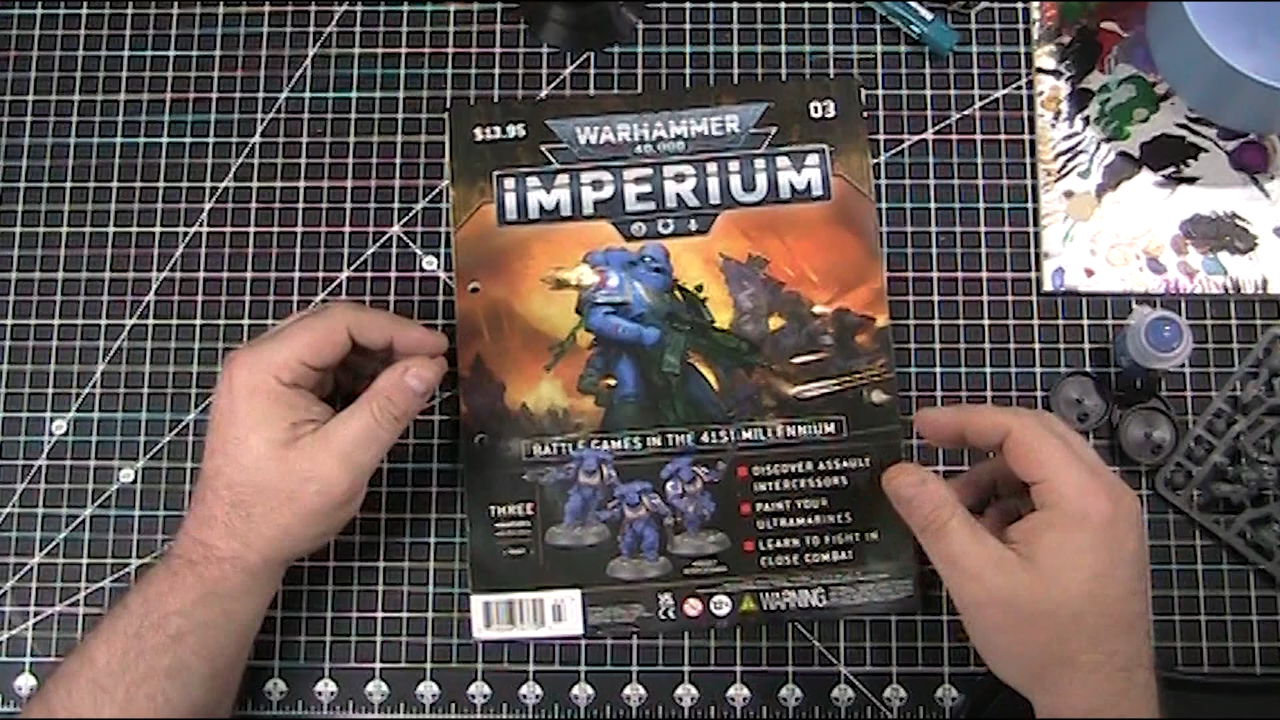 $13.95
WARHAMMER
40,000
03
IMPERIUM
BATTLE GAMES IN THE 41ST MILLENNIUM
THREE
DISCOVER ASSAULT
INTERCESSORS
PAINT YOUR
ULTRAMARINES
LEARN TO FIGHT IN
CLOSE COMBAT
WARNING